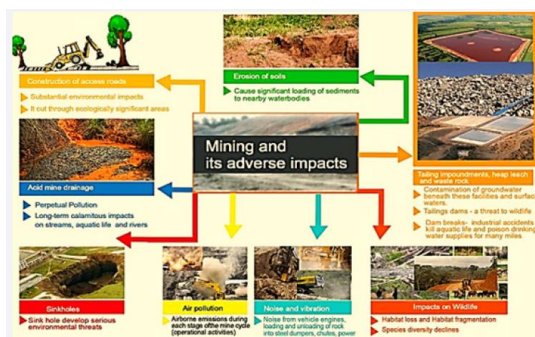 Construction of access roads
Substantial environmental impacts
It cut through ecologically significant areas
Erosion of soils
Cause significant loading of sediments
to nearby waterbodies
Mining and
its adverse impacts
Tailing impoundments, heap leach
and waste rock
Contamination of groundwater
beneath these facilities and surface
waters.
Tailings dams - a threat to wildlife
Dam breaks- industrial accidents,
kill aquatic life and poison drinking
water supplies for many miles
Acid mine drainage
Perpetual Pollution
Long-term calamitous impacts
on streams, aquatic life and rivers
Sinkholes
Sink hole develop serious
environmental threats
Air pollution
Airborne emissions during
each stage ofthe mine cycle
(operational activities)
Noise and vibration
Noise from vehicle engines,
loading and unloading of rock
into steel dumpers, chutes, power
Impacts on Wildlife
Habitat loss and Habitat fragmentation
Species diversity declines